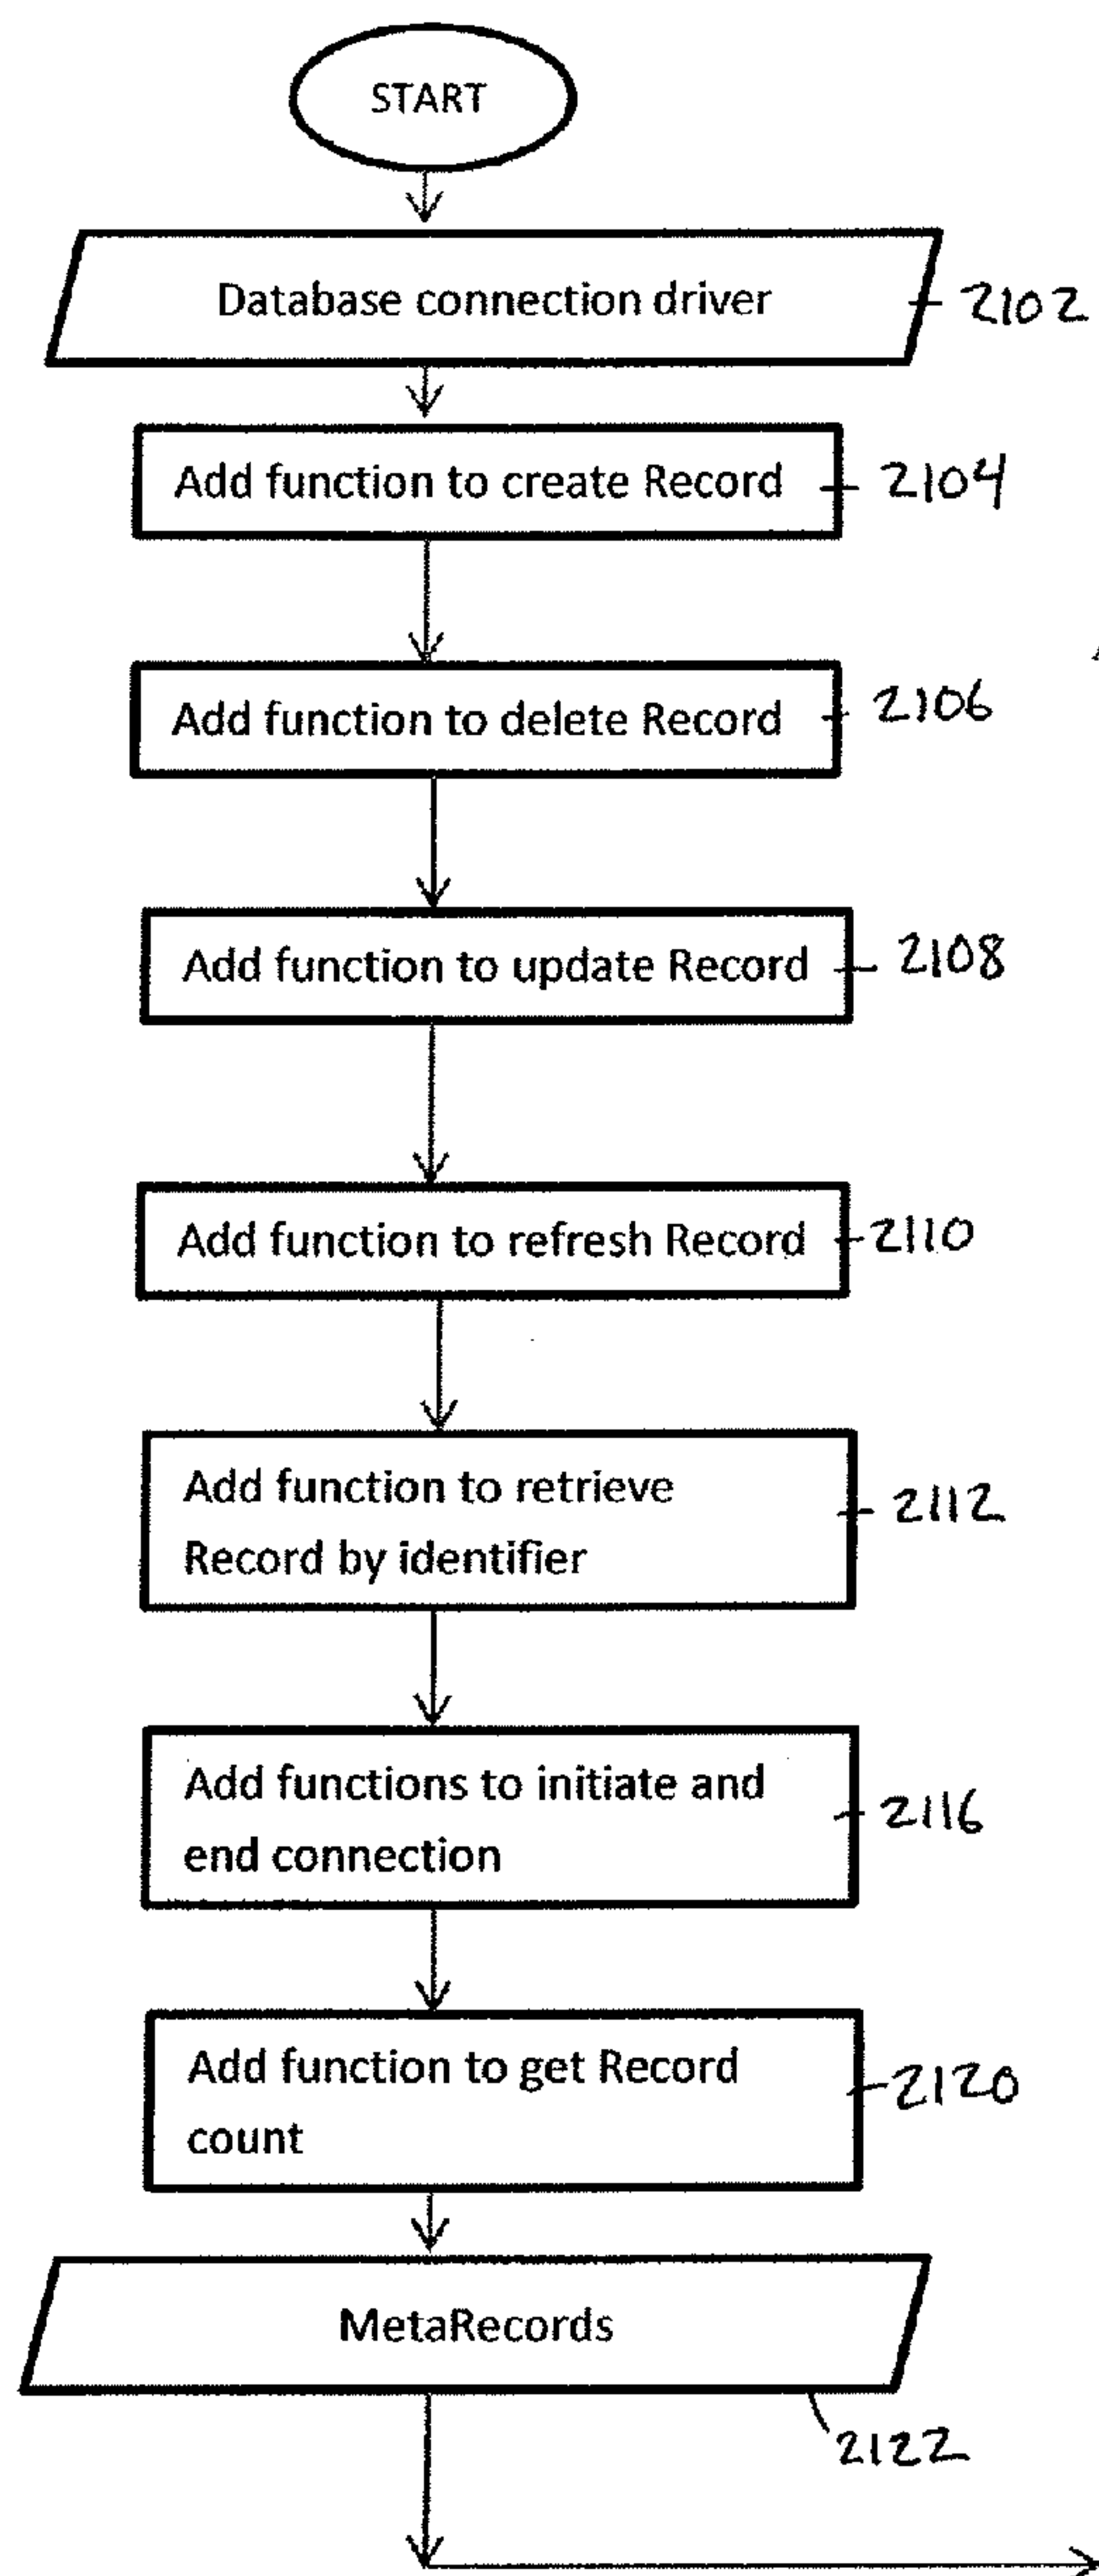 START
Database connection driver
2102
Add function to create Record
2104
Add function to delete Record
2106
Add function to update Record
2108
Add function to refresh Record
2110
Add function to retrieve
Record by identifier
2112
Add functions to initiate and
end connection
2116
Add function to get Record
count
2120
MetaRecords
2122